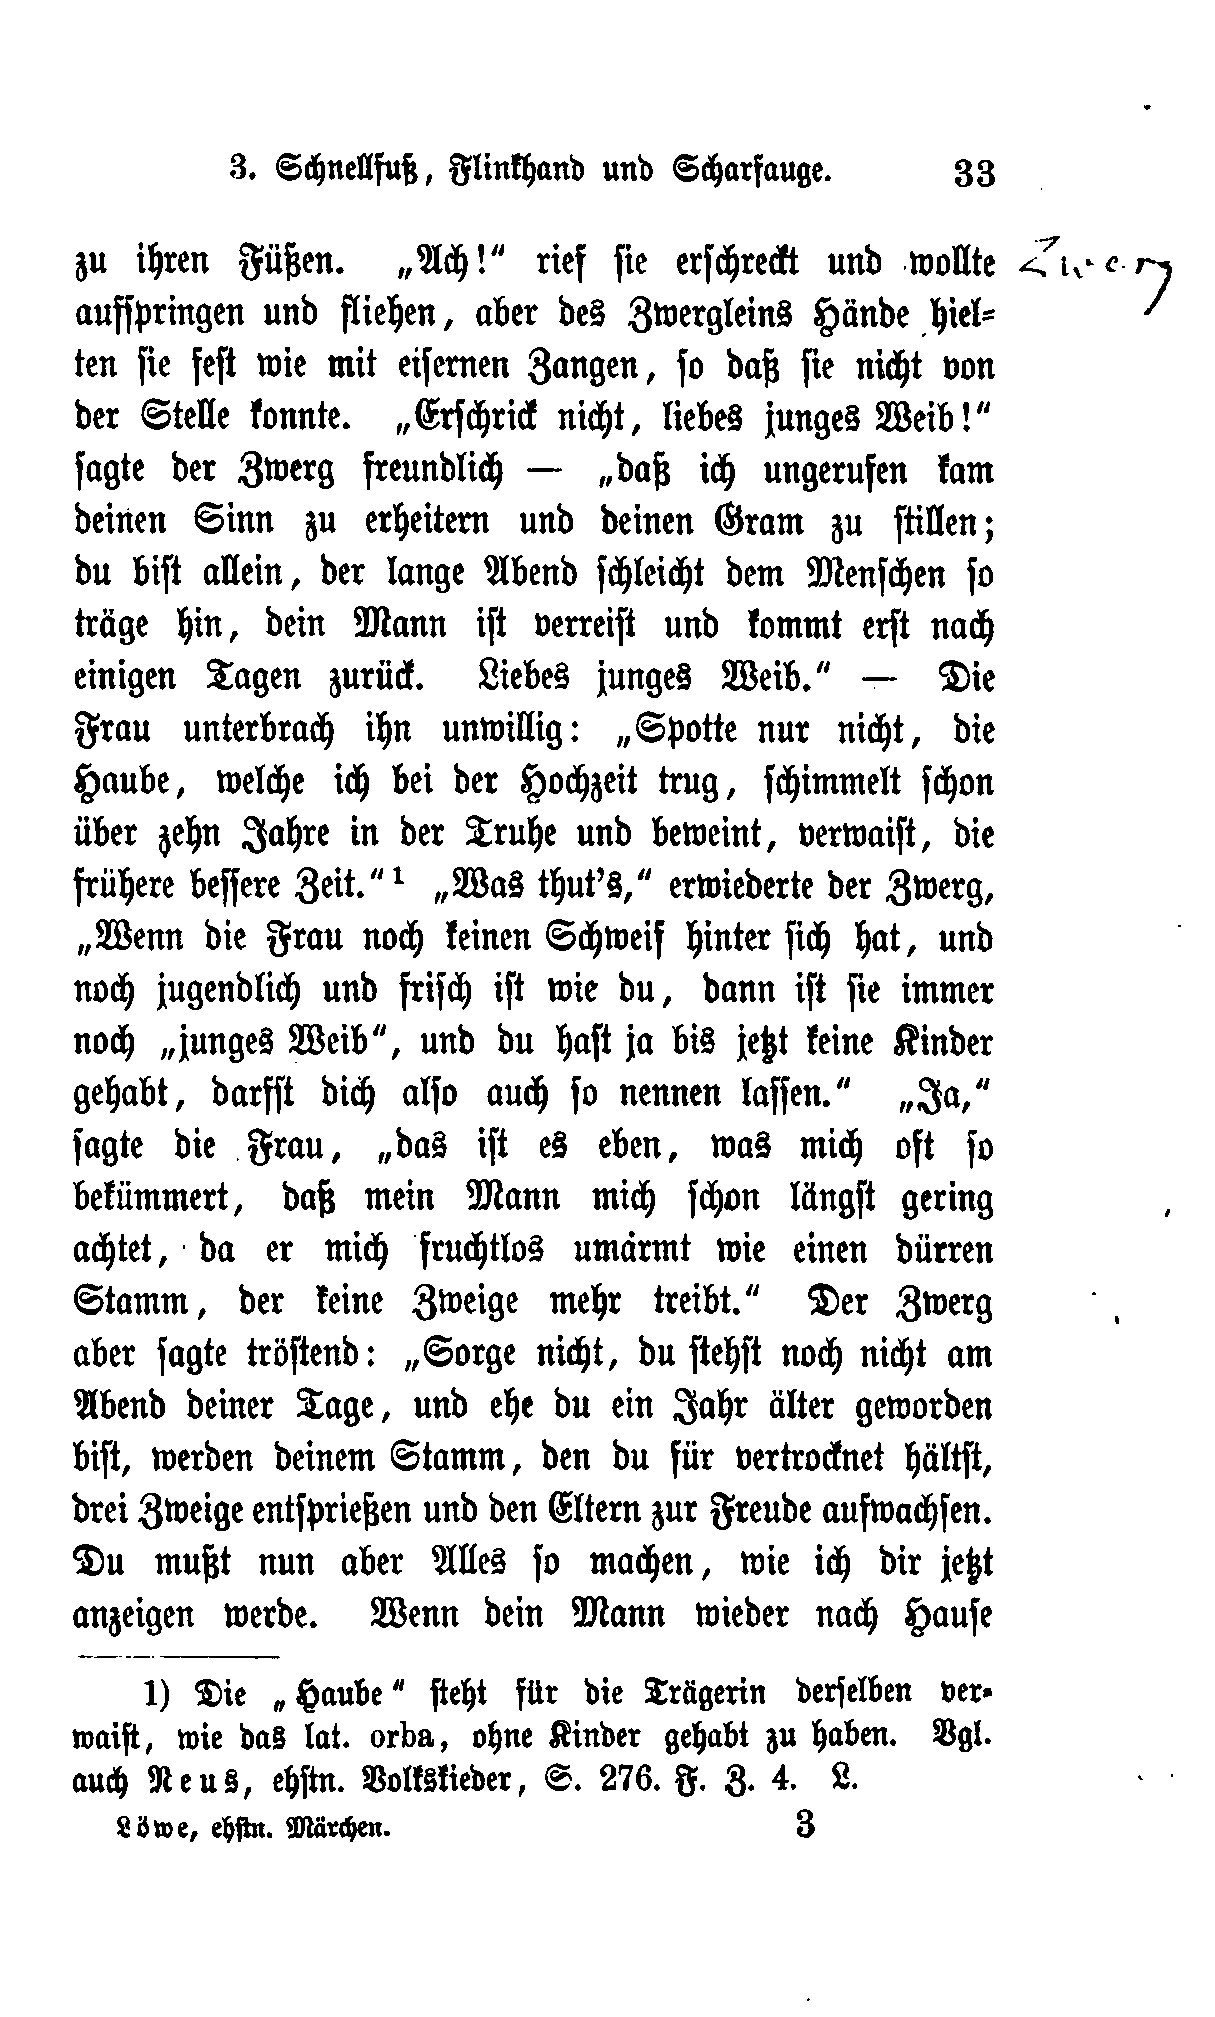 3. Schnellfuß, Flinkhand und Scharfauge. 33
zu ihren Füßen. „Ach!“ rief sie erschreckt und wollte Zwerg
aufspringen und fliehen, aber des Zwergleins Hände hiel-
ten sie fest wie mit eisernen Zangen, so daß sie nicht von
der Stelle konnte. „Erschrick nicht, liebes junges Weib!“
sagte der Zwerg freundlich — „daß ich ungerufen kam
deinen Sinn zu erheitern und deinen Gram zu stillen;
du bist allein, der lange Abend schleicht dem Menschen so
träge hin, dein Mann ist verreist und kommt erst nach
einigen Tagen zurück. Liebes junges Weib.“ — Die
Frau unterbrach ihn unwillig: „Spotte nur nicht, die
Haube, welche ich bei der Hochzeit trug, schimmelt schon
über zehn Jahre in der Truhe und beweint, verwaist, die
frühere bessere Zeit.“¹ „Was thut's,“ erwiederte der Zwerg,
„Wenn die Frau noch keinen Schweif hinter sich hat, und
noch jugendlich und frisch ist wie du, dann ist sie immer
noch „junges Weib“, und du hast ja bis jetzt keine Kinder
gehabt, darfst dich also auch so nennen lassen.“ „Ja,“
sagte die Frau, „das ist es eben, was mich oft so
bekümmert, daß mein Mann mich schon längst gering
achtet, da er mich fruchtlos umarmt wie einen dürren
Stamm, der keine Zweige mehr treibt.“ Der Zwerg
aber sagte tröstend: „Sorge nicht, du stehst noch nicht am
Abend deiner Tage, und ehe du ein Jahr älter geworden
bist, werden deinem Stamm, den du für vertrocknet hältst,
drei Zweige entsprießen und den Eltern zur Freude aufwachsen.
Du mußt nun aber Alles so machen, wie ich dir jetzt
anzeigen werde. Wenn dein Mann wieder nach Hause
1) Die „Haube“ steht für die Trägerin derselben ver-
waist, wie das lat. orba, ohne Kinder gehabt zu haben. Vgl.
auch Neus, ehstn. Volkslieder, S. 276. F. Z. 4. L.
Löwe, ehstn. Märchen. 3